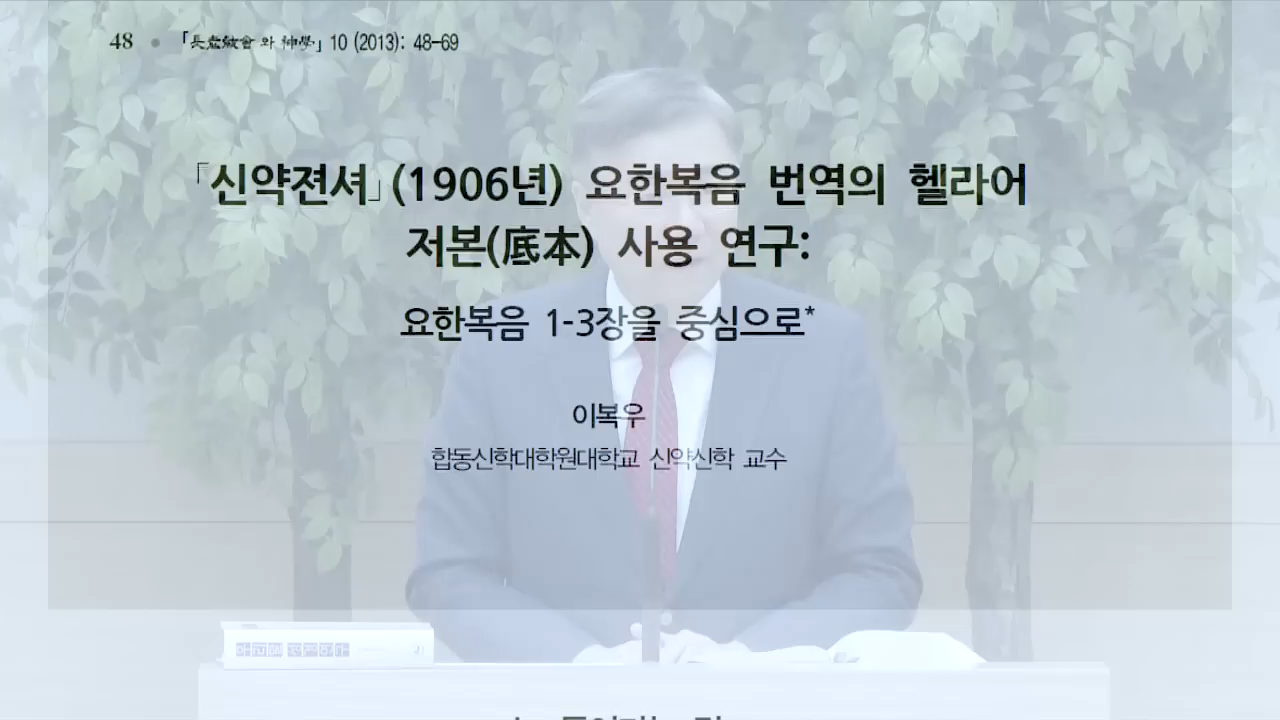 48 • 「長老敎會 와 神學」 10 (2013): 48-69
「신약젼셔」(1906년) 요한복음 번역의 헬라어
저본(底本) 사용 연구:
요한복음 1-3장을 중심으로*
이복우
합동신학대학원대학교 신약신학 교수